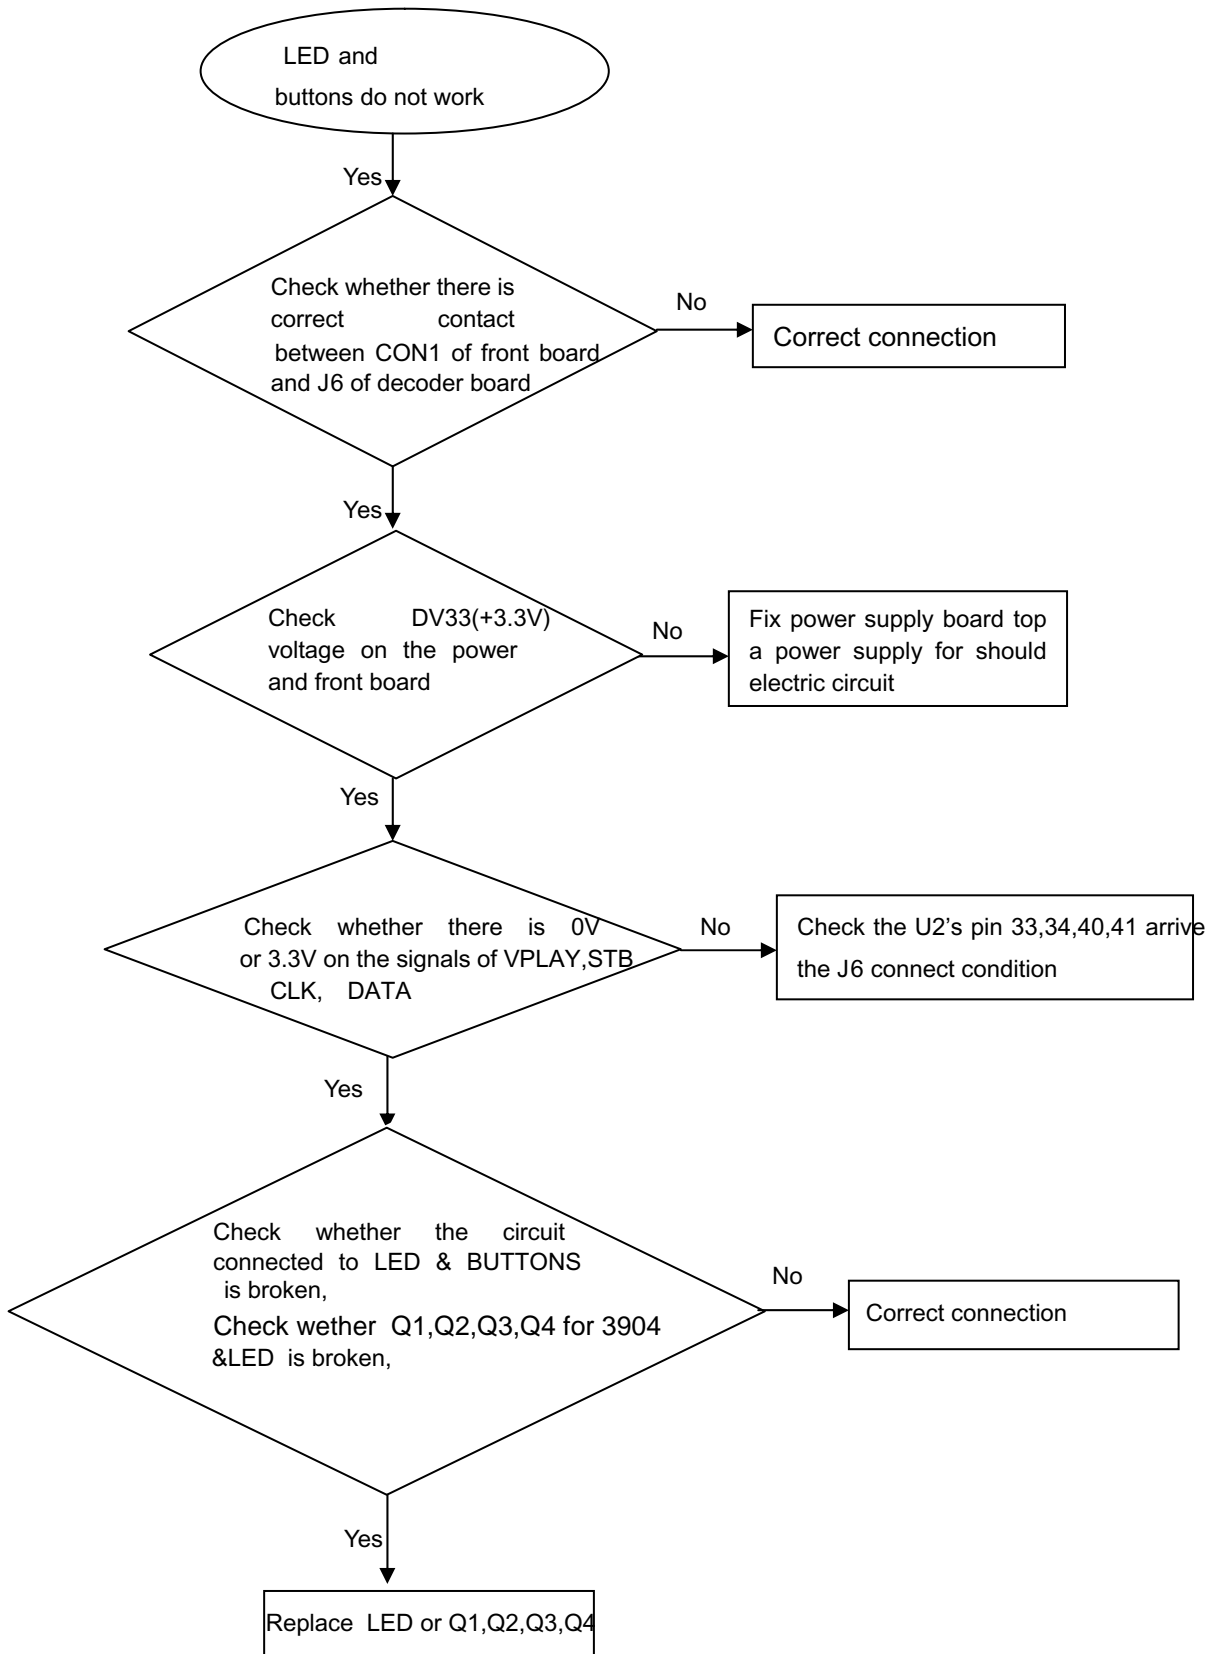 LED and
buttons do not work
Yes
Check whether there is
correct contact
between CON1 of front board
and J6 of decoder board
No
Correct connection
Yes
Check DV33(+3.3V)
voltage on the power
and front board
No
Fix power supply board top
a power supply for should
electric circuit
Yes
Check whether there is 0V
or 3.3V on the signals of VPLAY,STB
CLK, DATA
No
Check the U2’s pin 33,34,40,41 arrive
the J6 connect condition
Yes
Check whether the circuit
connected to LED & BUTTONS
is broken,
Check wether Q1,Q2,Q3,Q4 for 3904
&LED is broken,
No
Correct connection
Yes
Replace LED or Q1,Q2,Q3,Q4